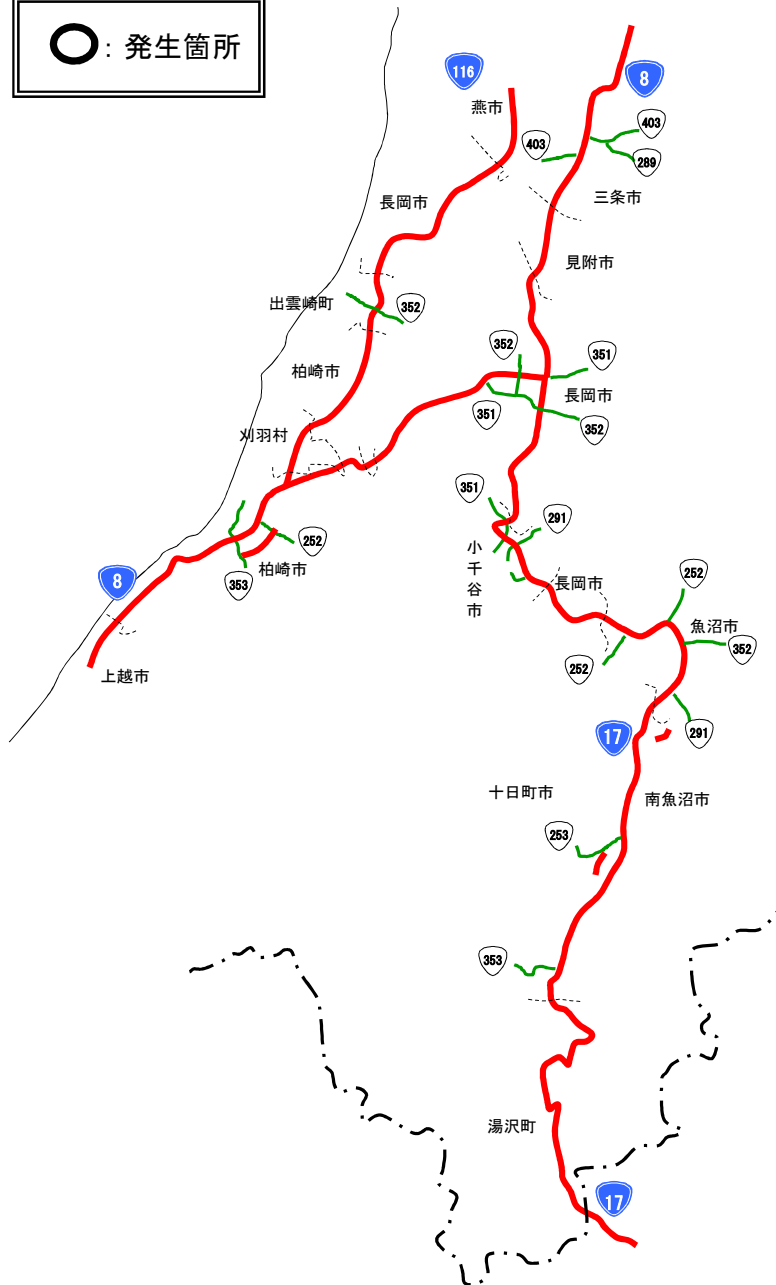 ：発生箇所
116
8
燕市
403
403
289
三条市
長岡市
見附市
出雲崎町
352
352
351
柏崎市
長岡市
351
352
刈羽村
351
291
252
小千谷市
柏崎市
353
8
長岡市
252
魚沼市
352
252
上越市
291
17
十日町市
南魚沼市
253
353
湯沢町
17